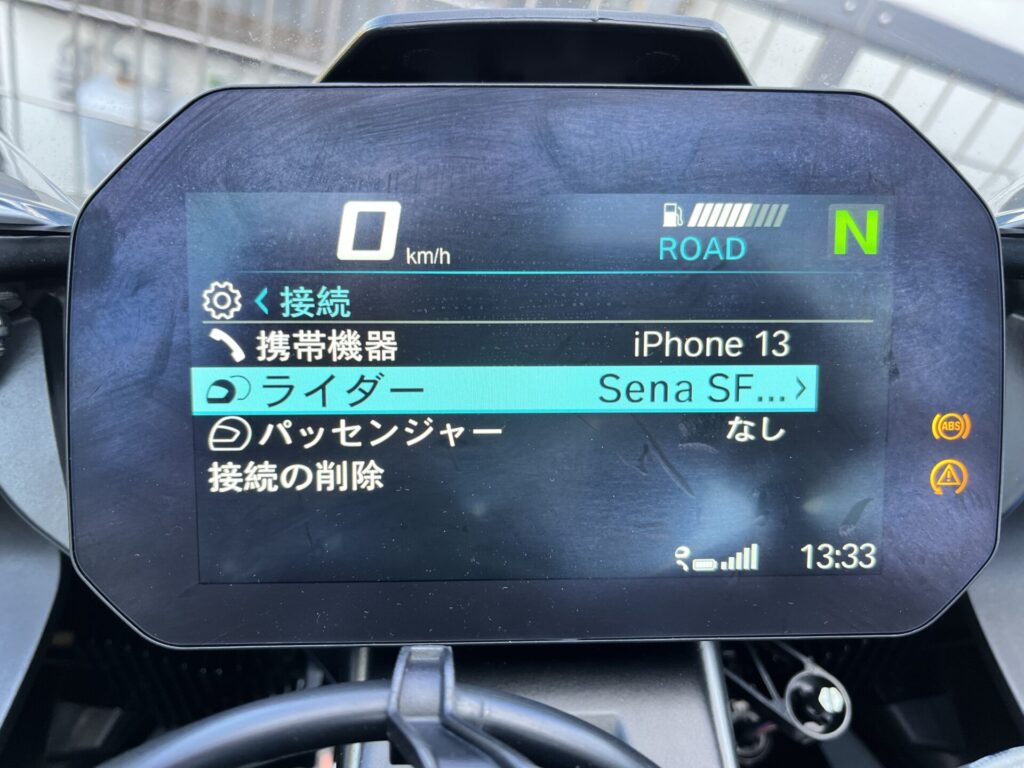 0 km/h
ROAD
N
接続
携帯機器 iPhone 13
ライダー Sena SF...
パッセンジャー なし
接続の削除
ABS
13:33